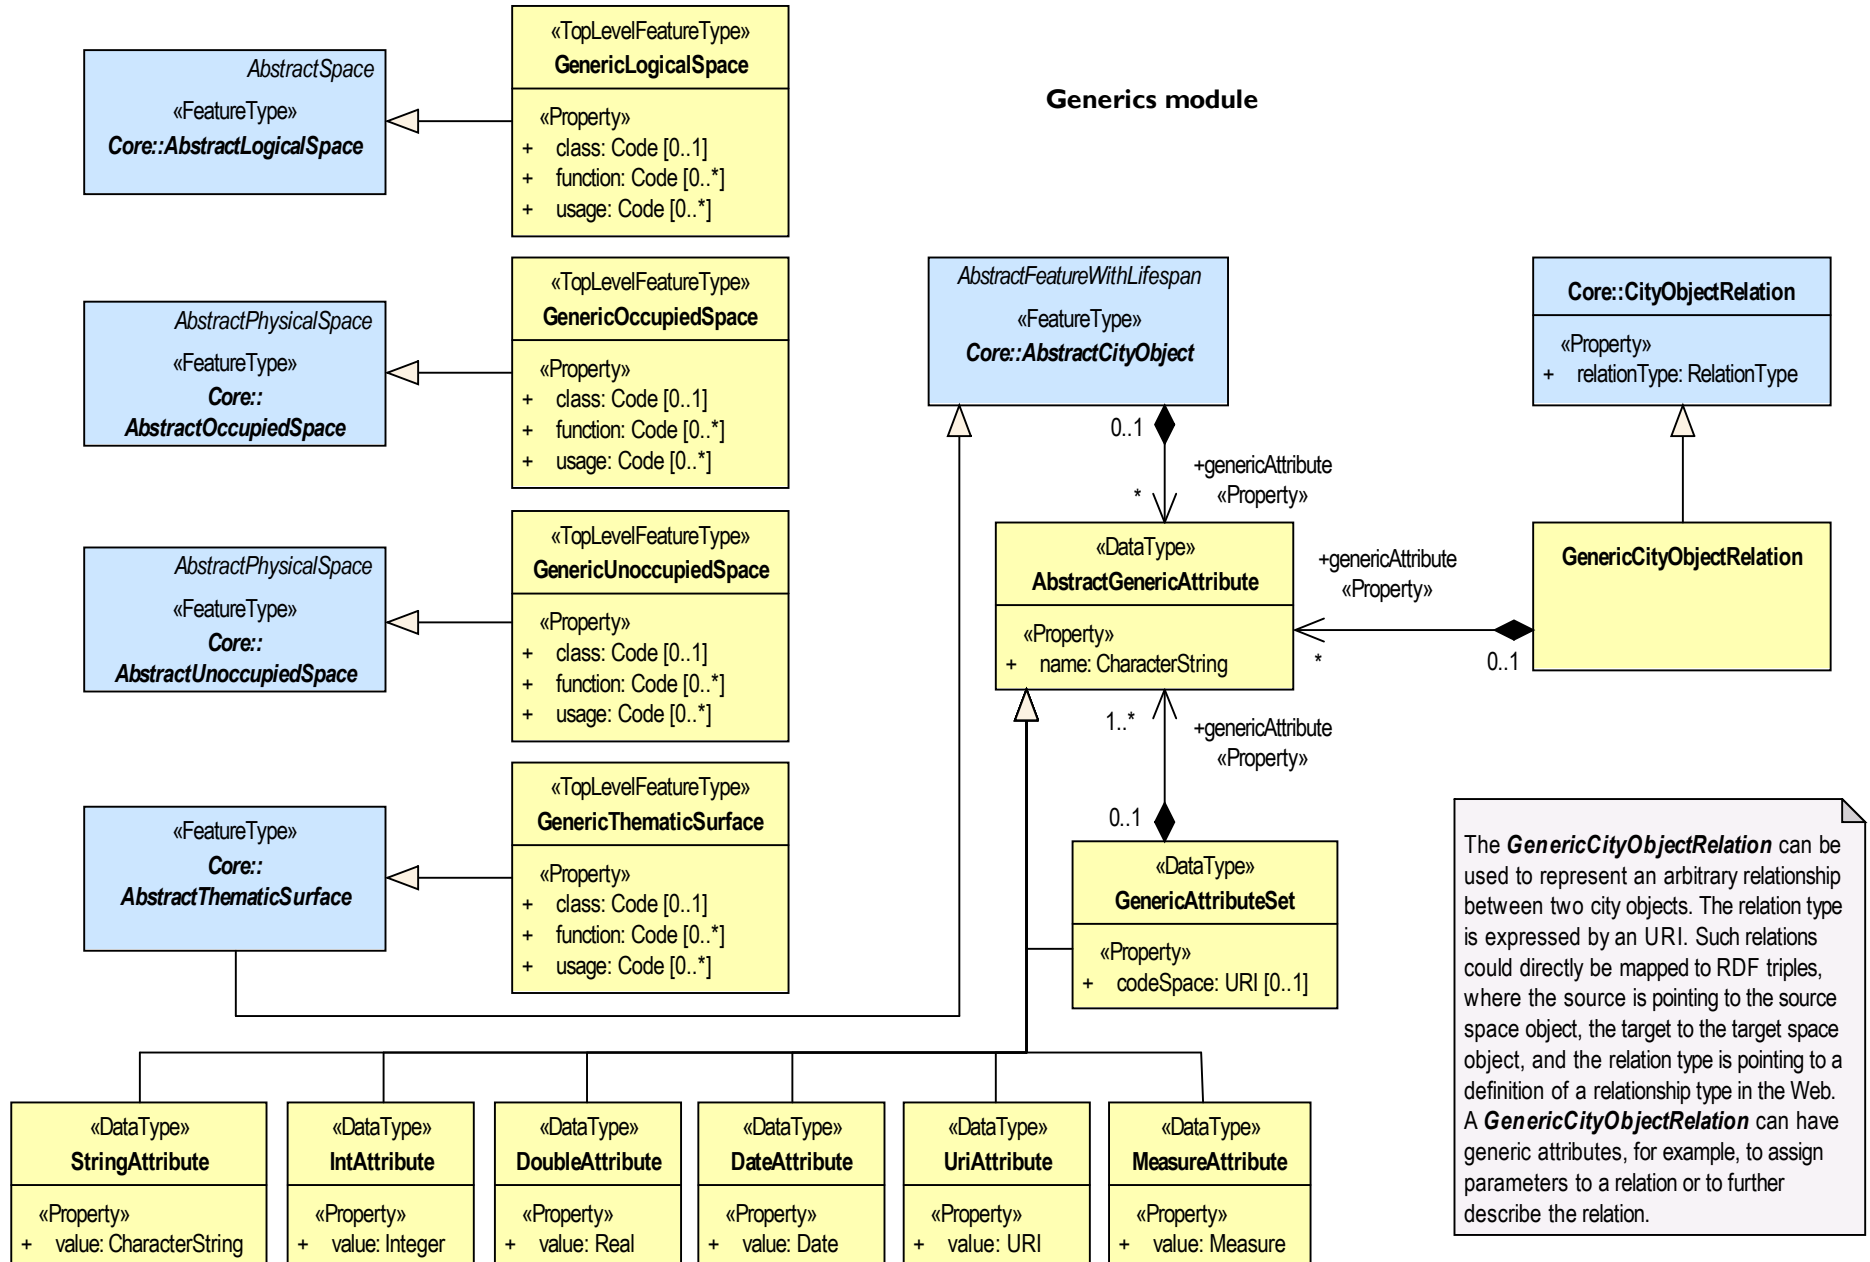 AbstractSpace
«FeatureType»
Core::AbstractLogicalSpace
«TopLevelFeatureType»
GenericLogicalSpace
«Property»
+ class: Code [0..1]
+ function: Code [0..*]
+ usage: Code [0..*]
Generics module
AbstractPhysicalSpace
«FeatureType»
Core::
AbstractOccupiedSpace
«TopLevelFeatureType»
GenericOccupiedSpace
«Property»
+ class: Code [0..1]
+ function: Code [0..*]
+ usage: Code [0..*]
AbstractFeatureWithLifespan
«FeatureType»
Core::AbstractCityObject
Core::CityObjectRelation
«Property»
+ relationType: RelationType
0..1
+genericAttribute
«Property»
*
AbstractPhysicalSpace
«FeatureType»
Core::
AbstractUnoccupiedSpace
«TopLevelFeatureType»
GenericUnoccupiedSpace
«Property»
+ class: Code [0..1]
+ function: Code [0..*]
+ usage: Code [0..*]
«DataType»
AbstractGenericAttribute
«Property»
+ name: CharacterString
+genericAttribute
«Property»
*
0..1
GenericCityObjectRelation
1..*
+genericAttribute
«Property»
0..1
«FeatureType»
Core::
AbstractThematicSurface
«TopLevelFeatureType»
GenericThematicSurface
«Property»
+ class: Code [0..1]
+ function: Code [0..*]
+ usage: Code [0..*]
«DataType»
GenericAttributeSet
«Property»
+ codeSpace: URI [0..1]
The GenericCityObjectRelation can be
used to represent an arbitrary relationship
between two city objects. The relation type
is expressed by an URI. Such relations
could directly be mapped to RDF triples,
where the source is pointing to the source
space object, the target to the target space
object, and the relation type is pointing to a
definition of a relationship type in the Web.
A GenericCityObjectRelation can have
generic attributes, for example, to assign
parameters to a relation or to further
describe the relation.
«DataType»
StringAttribute
«Property»
+ value: CharacterString
«DataType»
IntAttribute
«Property»
+ value: Integer
«DataType»
DoubleAttribute
«Property»
+ value: Real
«DataType»
DateAttribute
«Property»
+ value: Date
«DataType»
UriAttribute
«Property»
+ value: URI
«DataType»
MeasureAttribute
«Property»
+ value: Measure